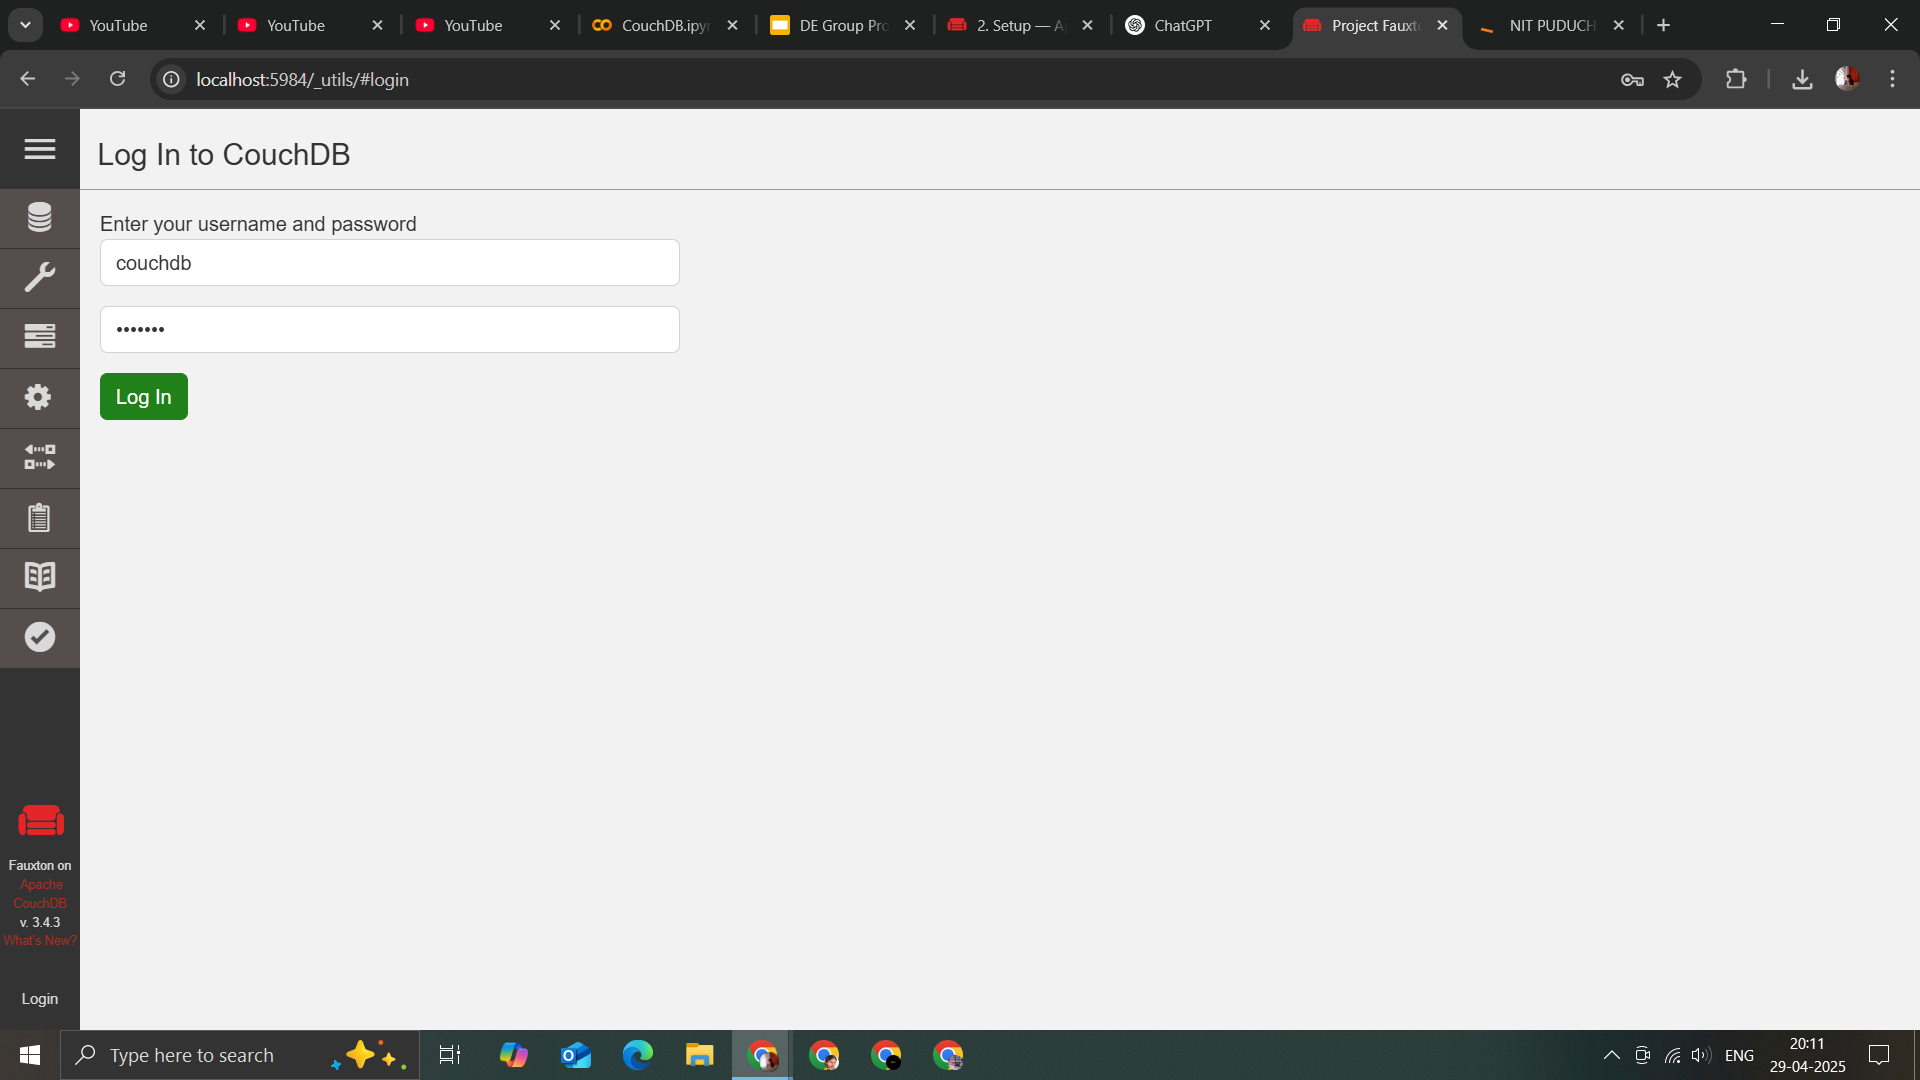 YouTube
YouTube
YouTube
CouchDB.ipy
DE Group Pro
2. Setup — A
ChatGPT
Project Fauxt
NIT PUDUCH
localhost:5984/_utils/#login
Log In to CouchDB
Enter your username and password
couchdb
•••••••
Log In
Fauxton on
Apache
CouchDB
v. 3.4.3
What's New?
Login
Type here to search
ENG
20:11
29-04-2025